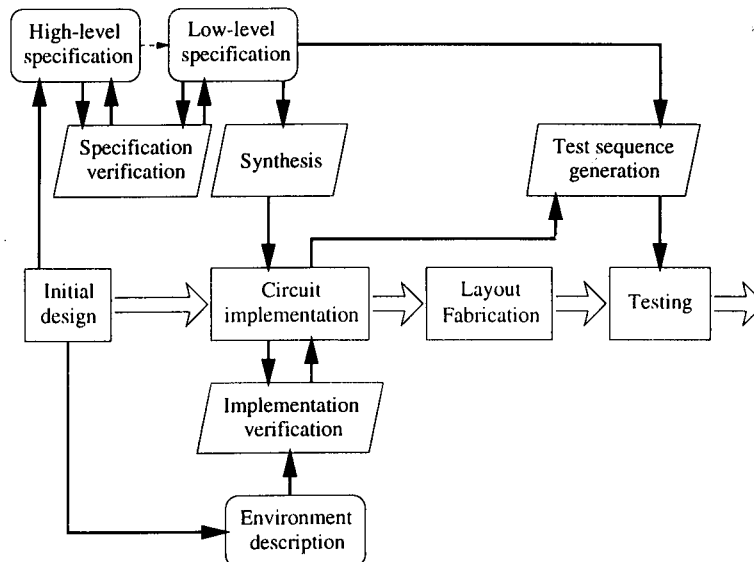 High-level
specification
Low-level
specification
Specification
verification
Synthesis
Test sequence
generation
Initial
design
Circuit
implementation
Layout
Fabrication
Testing
Implementation
verification
Environment
description